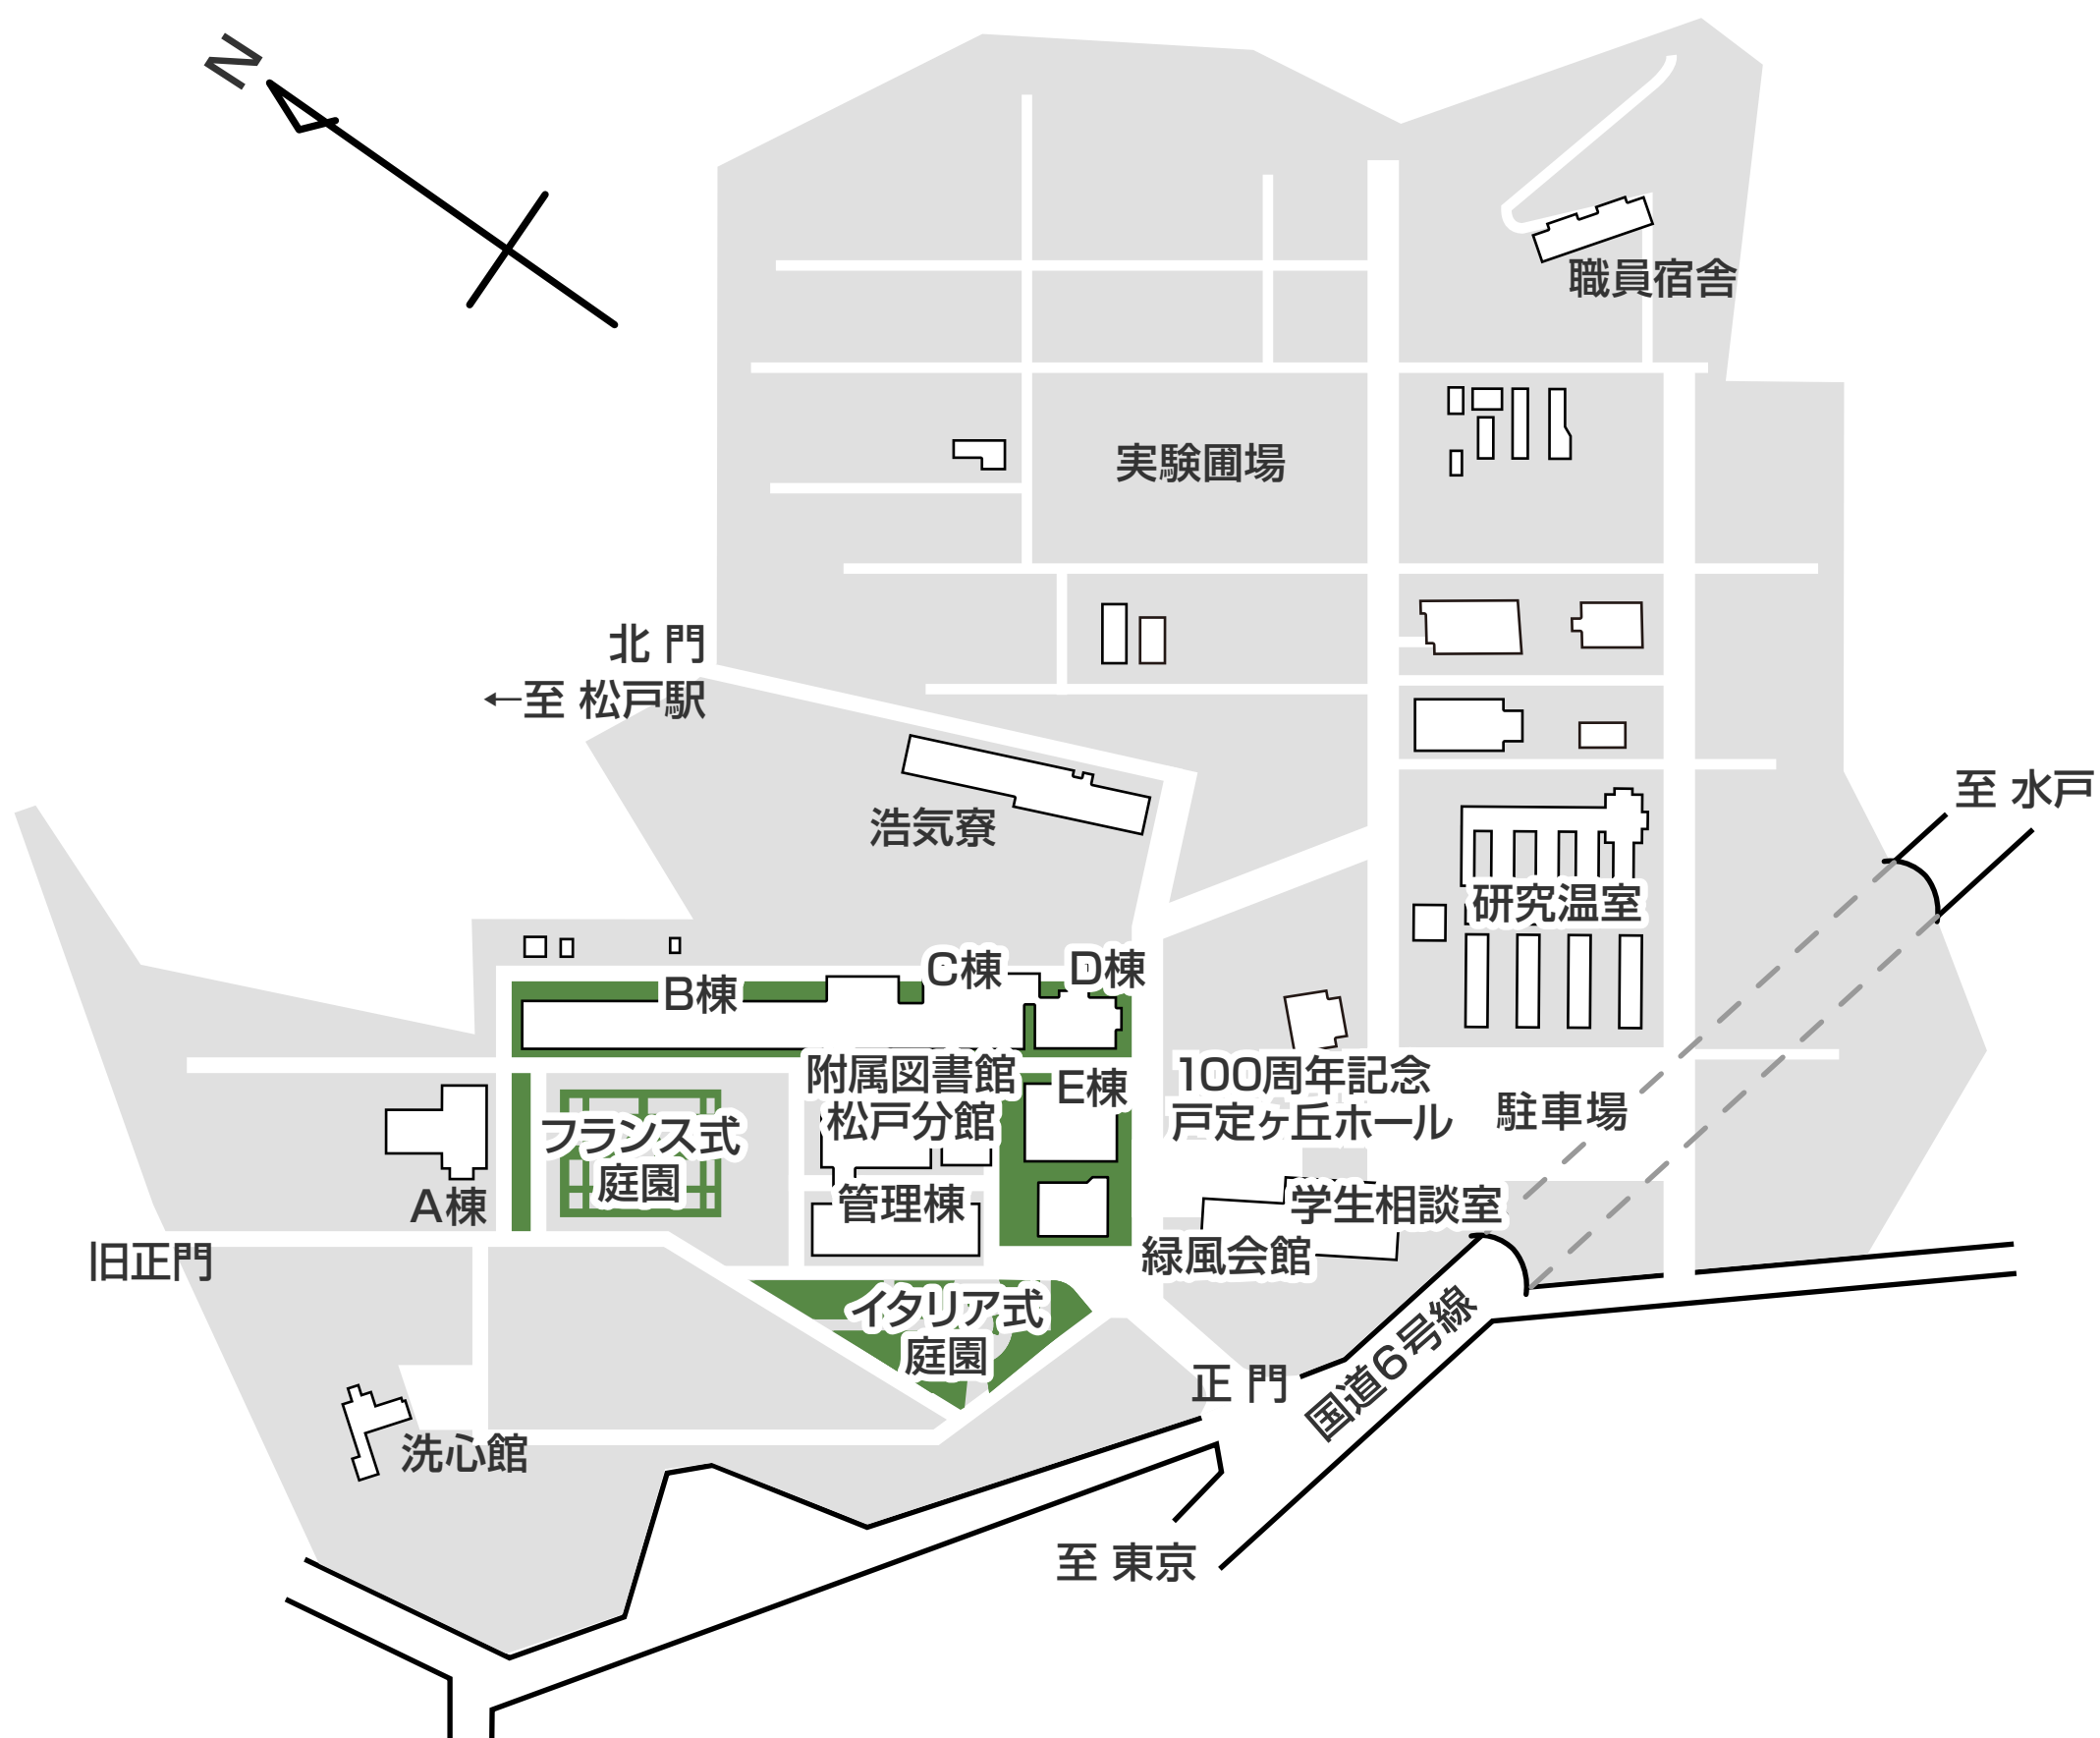 N
職員宿舎
実験圃場
北 門
←至 松戸駅
至 水戸
浩気寮
研究温室
B棟
C棟
D棟
附属図書館
松戸分館
E棟
100周年記念
戸定ヶ丘ホール
駐車場
フランス式
庭園
A棟
管理棟
学生相談室
旧正門
緑風会館
イタリア式
庭園
正 門
国道6号線
洗心館
至 東京